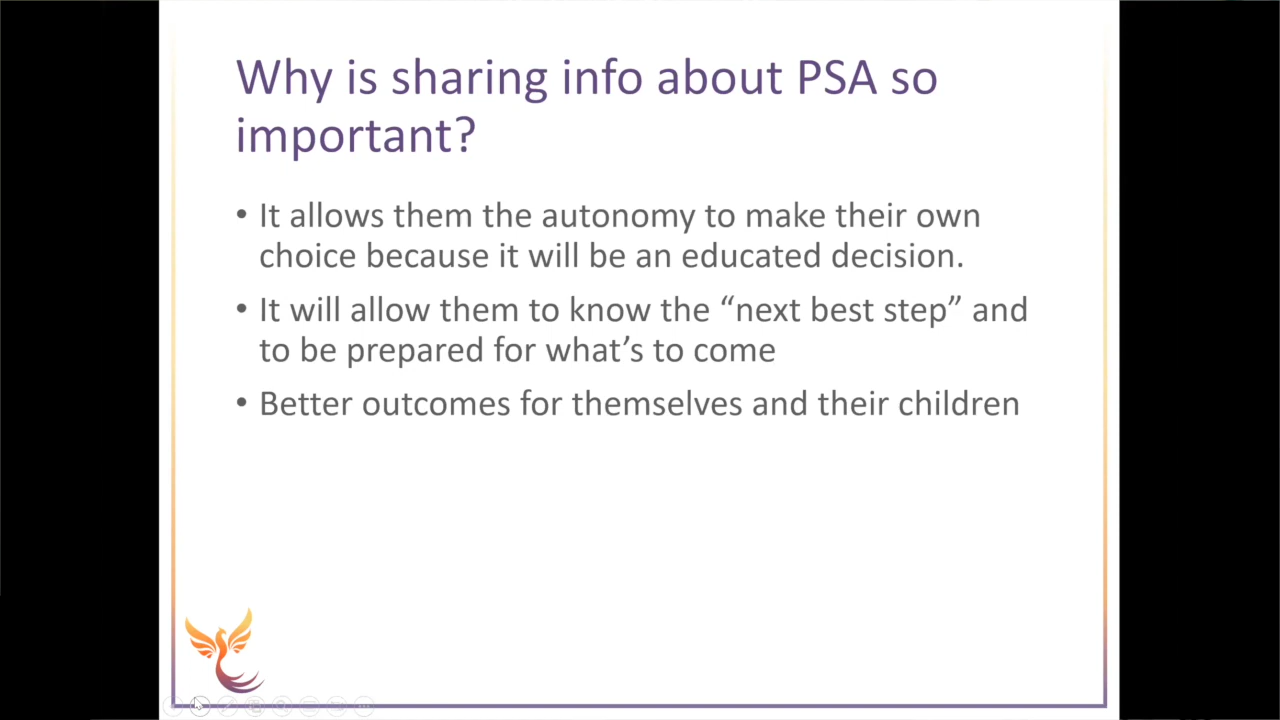 Why is sharing info about PSA so
important?
• It allows them the autonomy to make their own
choice because it will be an educated decision.
• It will allow them to know the “next best step” and
to be prepared for what’s to come
• Better outcomes for themselves and their children